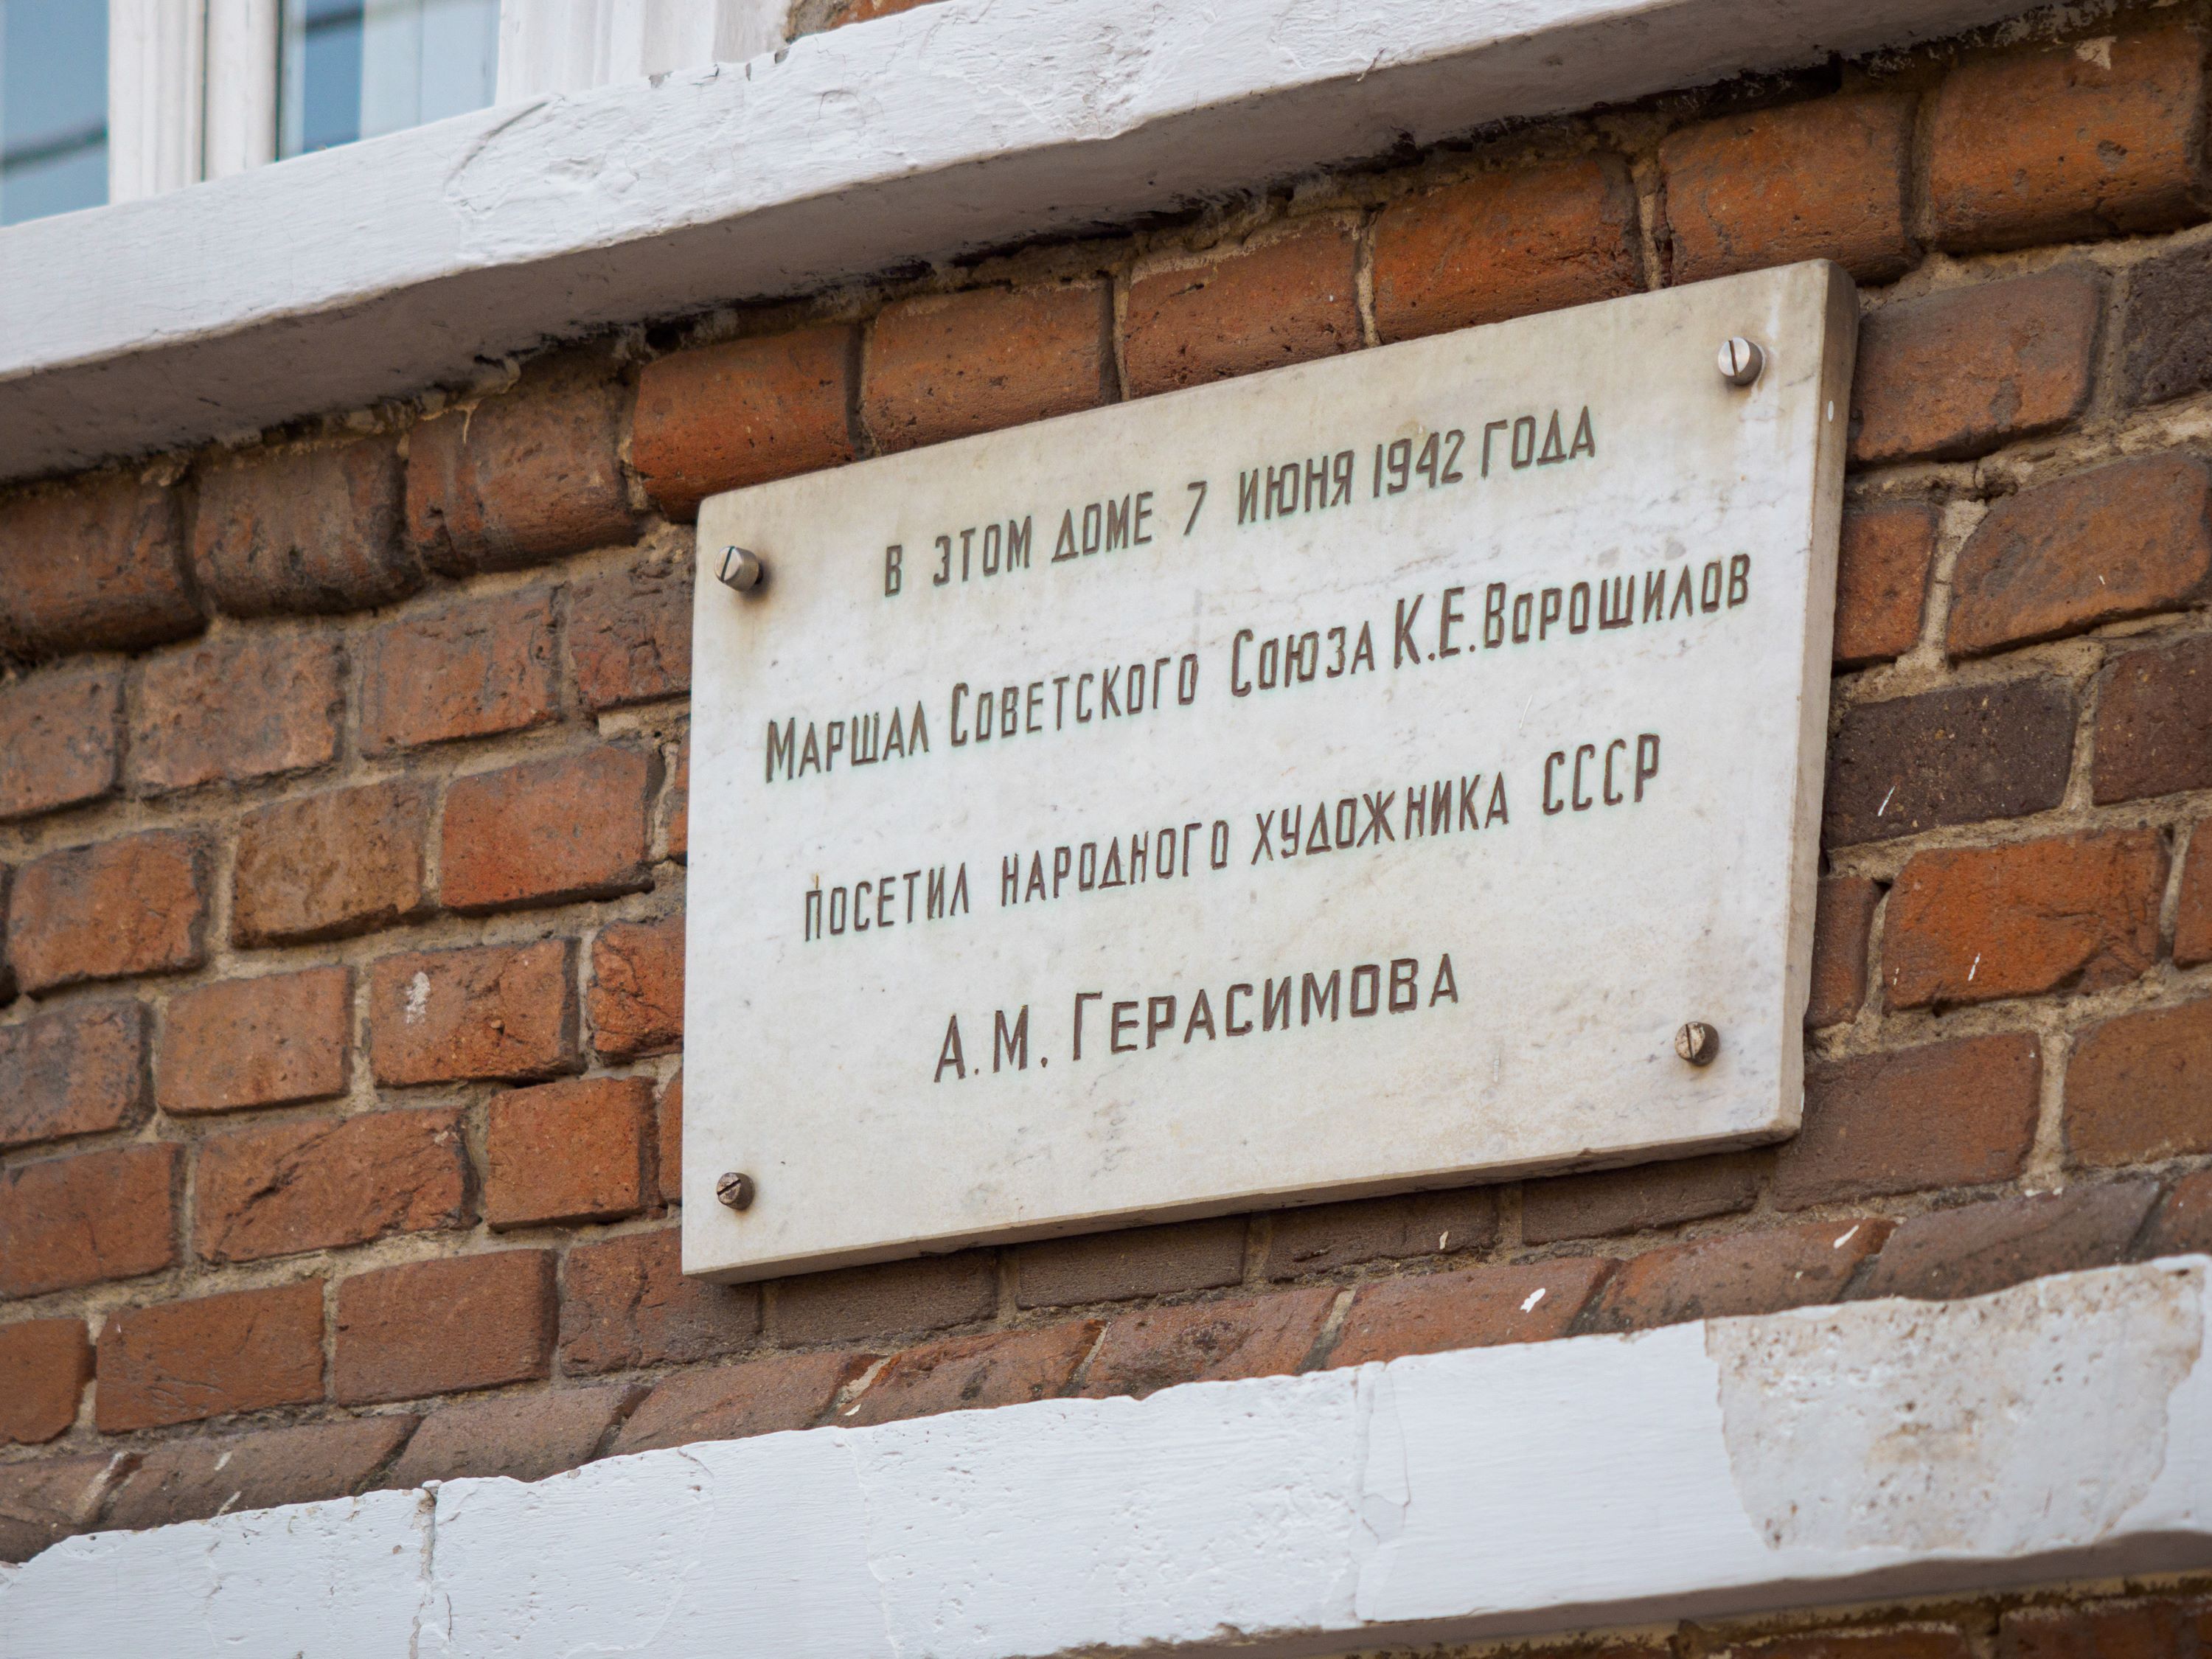 В ЭТОМ ДОМЕ 7 ИЮНЯ 1942 ГОДА
МАРШАЛ СОВЕТСКОГО СОЮЗА К.Е.ВОРОШИЛОВ
ПОСЕТИЛ НАРОДНОГО ХУДОЖНИКА СССР
А.М. ГЕРАСИМОВА